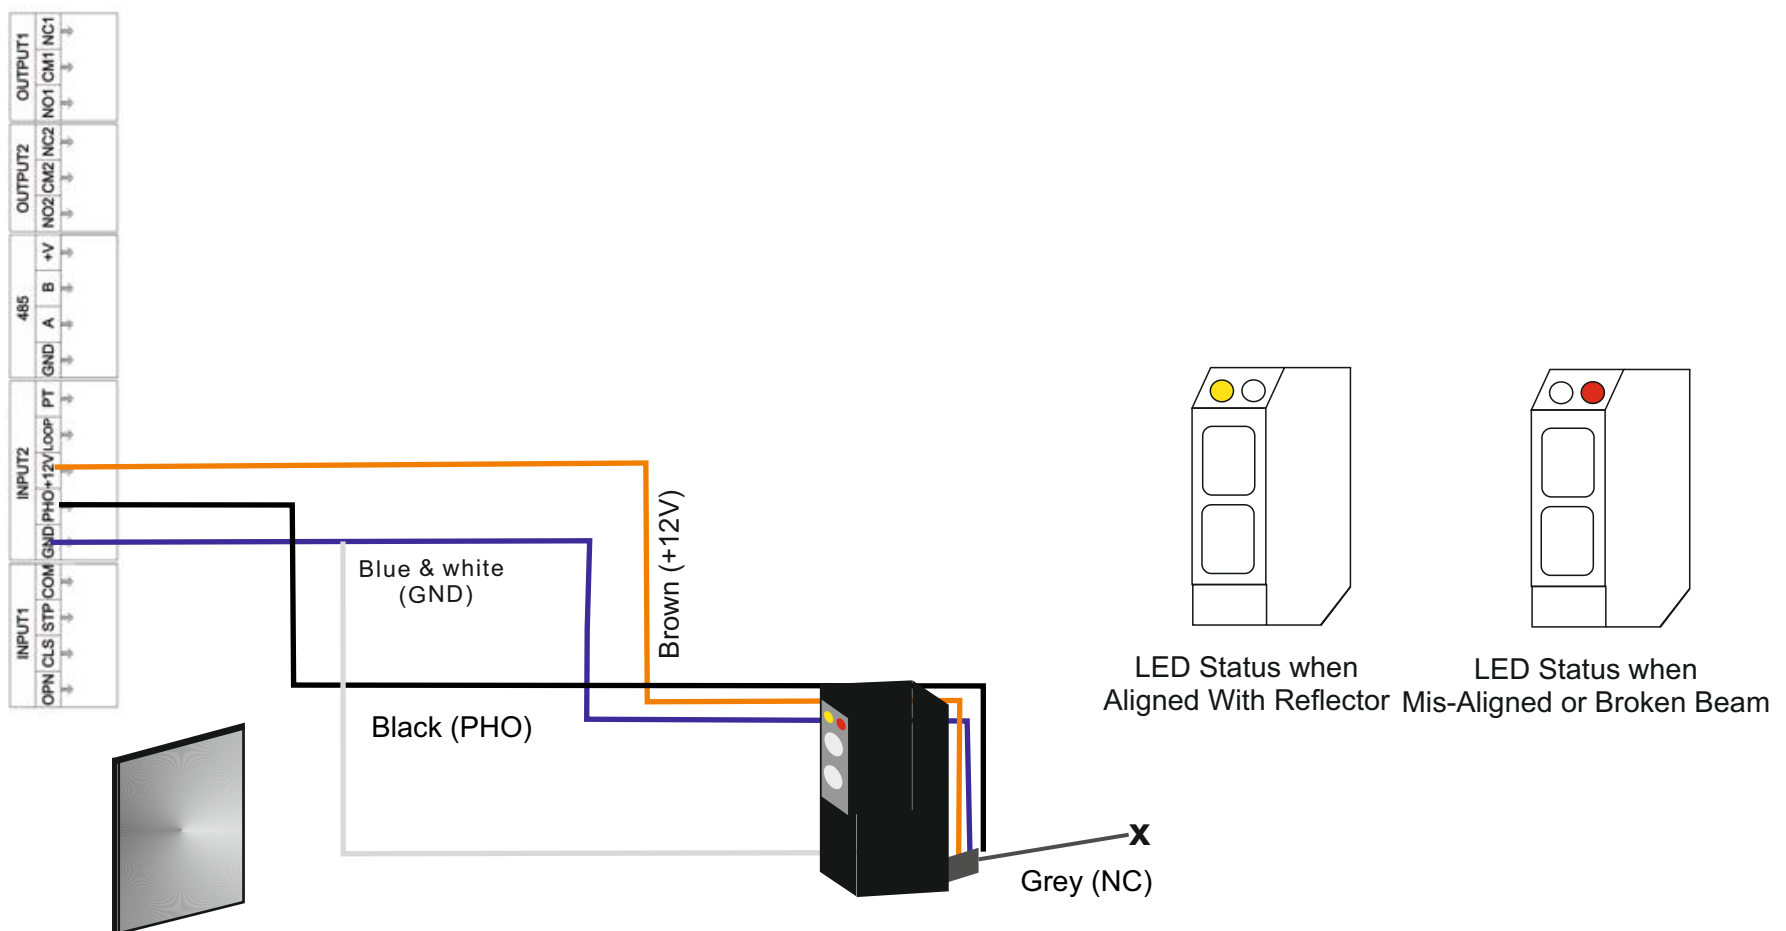 OUTPUT1
NC1
CM1
NO1
OUTPUT2
NC2
CM2
NO2
485
+V
B
A
GND
INPUT2
PT
LOOP
+12V
PHO
GND
INPUT1
COM
STP
CLS
OPN
Blue & white
(GND)
Brown (+12V)
Black (PHO)
X
Grey (NC)
LED Status when
Aligned With Reflector
LED Status when
Mis-Aligned or Broken Beam